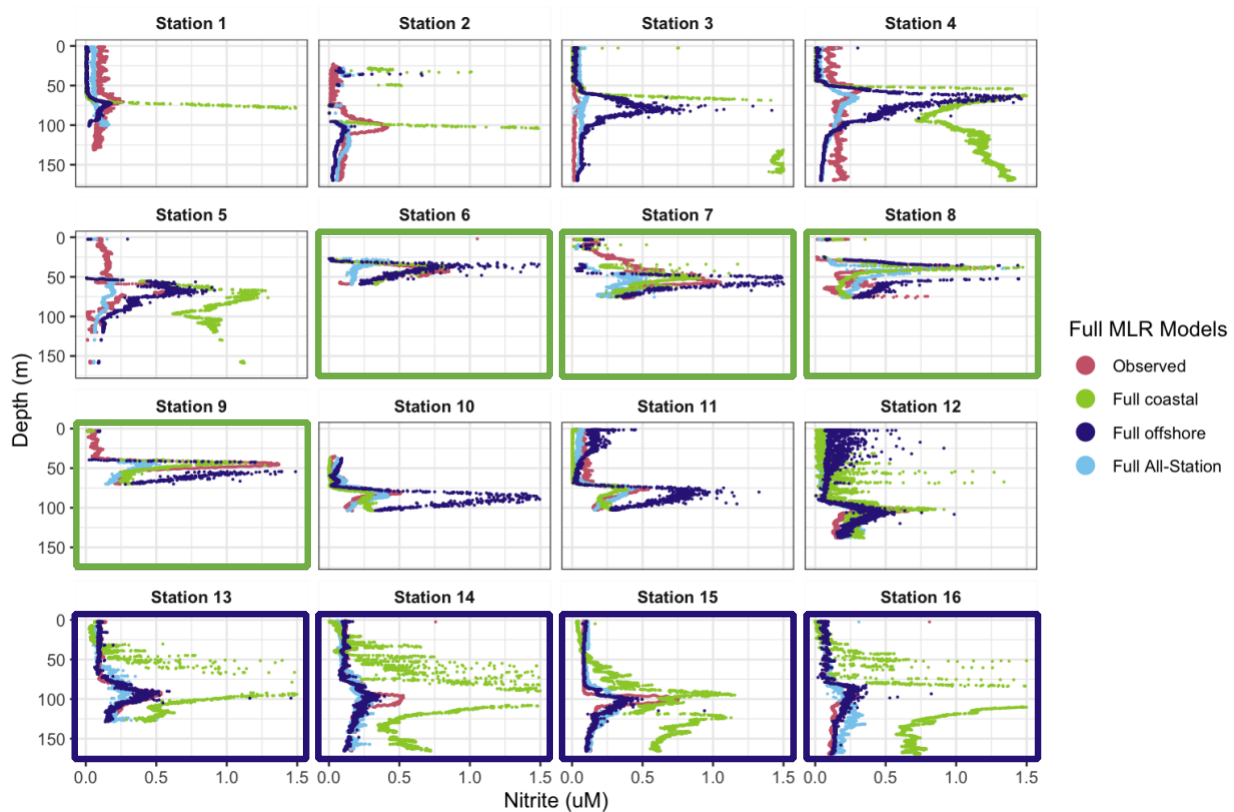 Station 1 Station 2 Station 3 Station 4
0
50
100
150
Station 5 Station 6 Station 7 Station 8
0
50
100
150
Station 9 Station 10 Station 11 Station 12
0
50
100
150
Station 13 Station 14 Station 15 Station 16
0
50
100
150
0.0 0.5 1.0 1.5 0.0 0.5 1.0 1.5 0.0 0.5 1.0 1.5 0.0 0.5 1.0 1.5
Nitrite (uM)
Depth (m)
Full MLR Models
Observed
Full coastal
Full offshore
Full All-Station